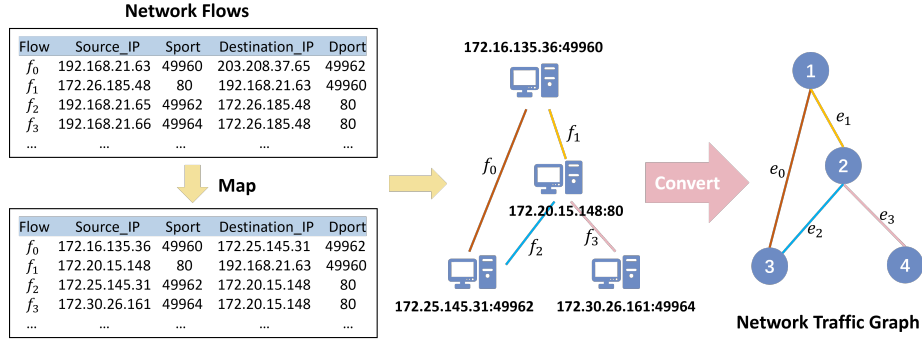 Network Flows
Flow Source_IP Sport Destination_IP Dport
f0 192.168.21.63 49960 203.208.37.65 49962
f1 172.26.185.48 80 192.168.21.63 49960
f2 192.168.21.65 49962 172.26.185.48 80
f3 192.168.21.66 49964 172.26.185.48 80
... ... ... ... ...
Map
Flow Source_IP Sport Destination_IP Dport
f0 172.16.135.36 49960 172.25.145.31 49962
f1 172.20.15.148 80 192.168.21.63 49960
f2 172.25.145.31 49962 172.20.15.148 80
f3 172.30.26.161 49964 172.20.15.148 80
... ... ... ... ...
172.16.135.36:49960
f0
f1
172.20.15.148:80
f2
f3
172.25.145.31:49962
172.30.26.161:49964
Convert
1
e1
e0
2
e2
e3
3
4
Network Traffic Graph